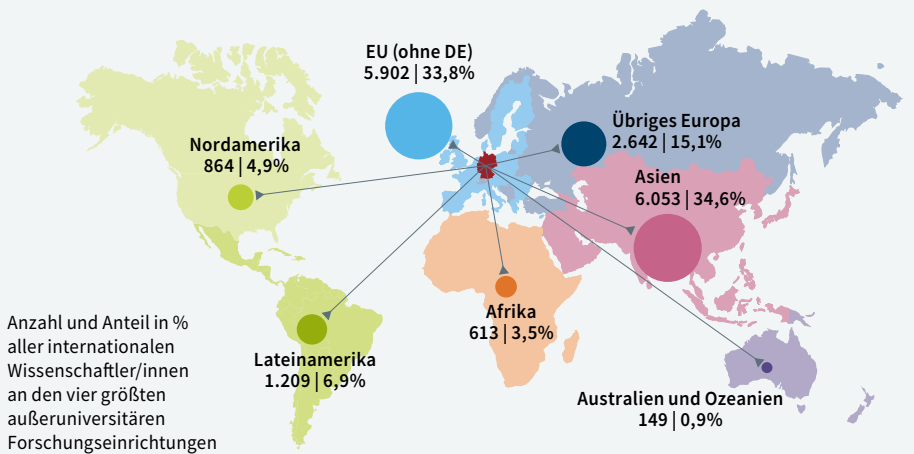 EU (ohne DE)
5.902 | 33,8%
Übriges Europa
2.642 | 15,1%
Nordamerika
864 | 4,9%
Asien
6.053 | 34,6%
Afrika
613 | 3,5%
Lateinamerika
1.209 | 6,9%
Australien und Ozeanien
149 | 0,9%
Anzahl und Anteil in %
aller internationalen
Wissenschaftler/innen
an den vier größten
außeruniversitären
Forschungseinrichtungen